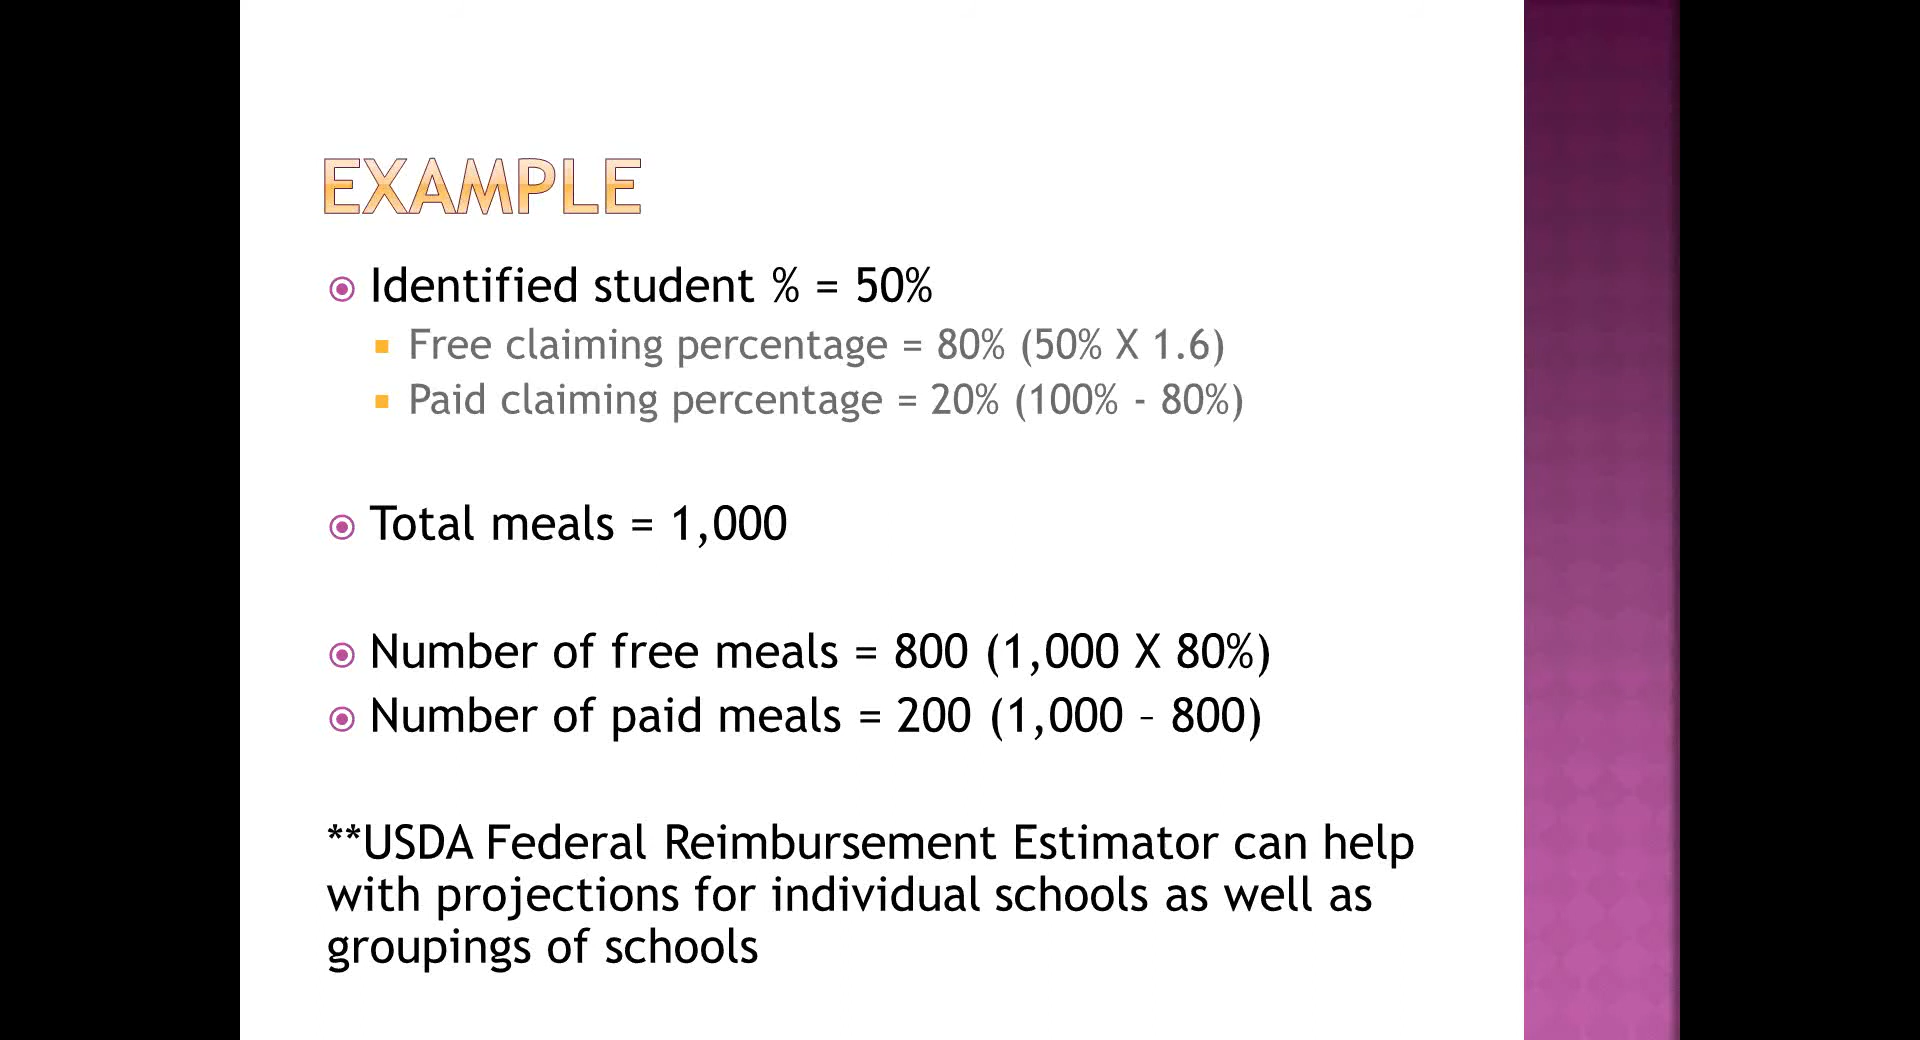 EXAMPLE
Identified student % = 50%
Free claiming percentage = 80% (50% X 1.6)
Paid claiming percentage = 20% (100% - 80%)
Total meals = 1,000
Number of free meals = 800 (1,000 X 80%)
Number of paid meals = 200 (1,000 – 800)
**USDA Federal Reimbursement Estimator can help
with projections for individual schools as well as
groupings of schools